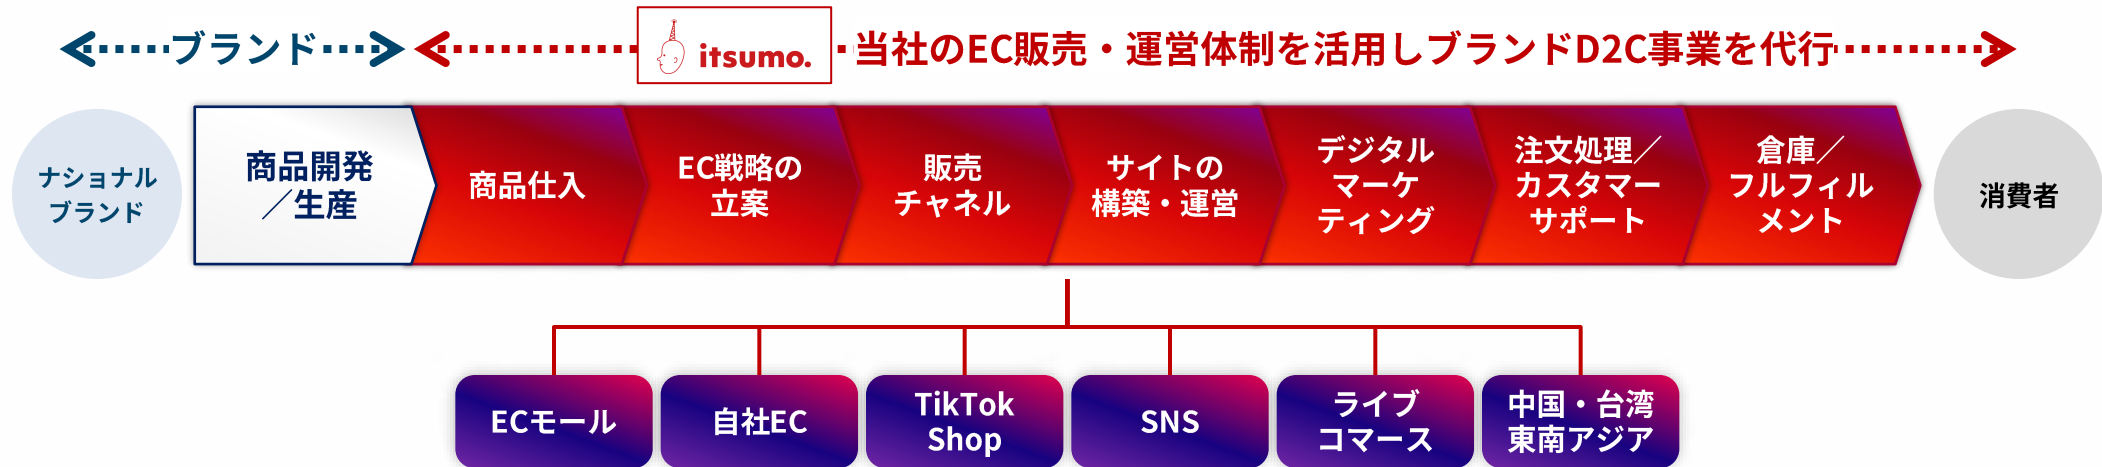 ブランド
itsumo.
当社のEC販売・運営体制を活用しブランドD2C事業を代行
ナショナル
ブランド
商品開発
／生産
商品仕入
EC戦略の
立案
販売
チャネル
サイトの
構築・運営
デジタル
マーケ
ティング
注文処理／
カスタマー
サポート
倉庫／
フルフィル
メント
消費者
ECモール
自社EC
TikTok
Shop
SNS
ライブ
コマース
中国・台湾
東南アジア